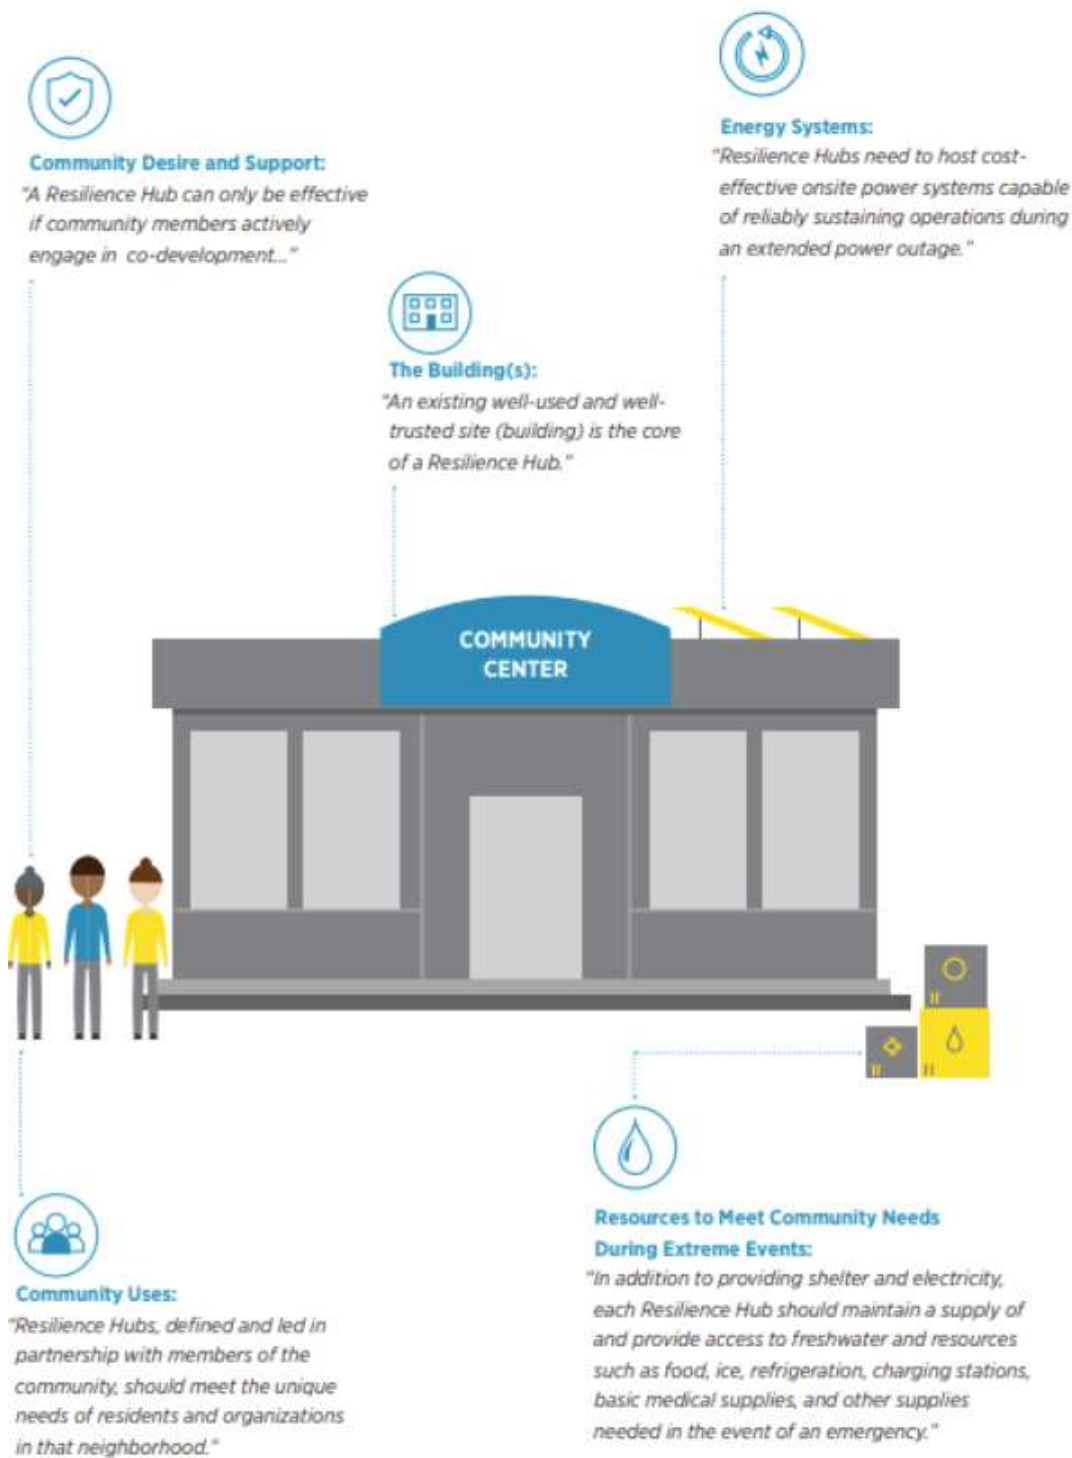 Community Desire and Support:
"A Resilience Hub can only be effective
if community members actively
engage in co-development..."
Energy Systems:
"Resilience Hubs need to host cost-
effective onsite power systems capable
of reliably sustaining operations during
an extended power outage."
The Building(s):
"An existing well-used and well-
trusted site (building) is the core
of a Resilience Hub."
COMMUNITY
CENTER
Community Uses:
"Resilience Hubs, defined and led in
partnership with members of the
community, should meet the unique
needs of residents and organizations
in that neighborhood."
Resources to Meet Community Needs
During Extreme Events:
"In addition to providing shelter and electricity,
each Resilience Hub should maintain a supply of
and provide access to freshwater and resources
such as food, ice, refrigeration, charging stations,
basic medical supplies, and other supplies
needed in the event of an emergency."